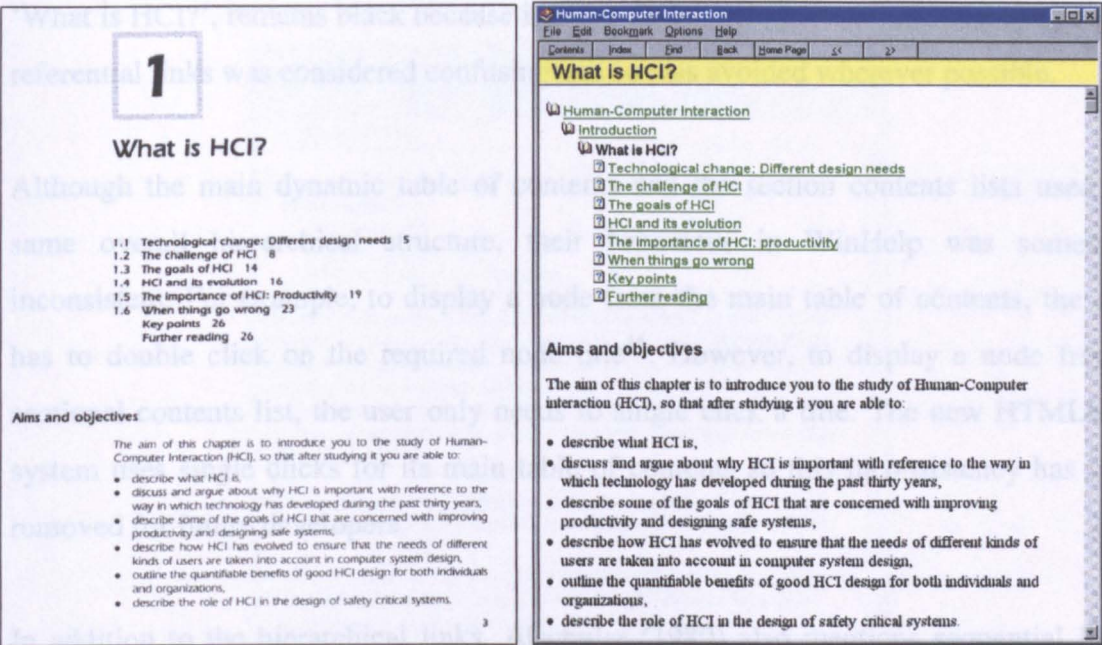 1
What is HCI?
1.1 Technological change: Different design needs 5
1.2 The challenge of HCI 8
1.3 The goals of HCI 14
1.4 HCI and its evolution 16
1.5 The importance of HCI: Productivity 19
1.6 When things go wrong 23
Key points 26
Further reading 26
Aims and objectives
The aim of this chapter is to introduce you to the study of Human-
Computer Interaction (HCI), so that after studying it you are able to:
• describe what HCI is,
• discuss and argue about why HCI is important with reference to the
way in which technology has developed during the past thirty years,
• describe some of the goals of HCI that are concerned with improving
productivity and designing safe systems,
• describe how HCI has evolved to ensure that the needs of different
kinds of users are taken into account in computer system design,
• outline the quantifiable benefits of good HCI design for both individuals
and organizations,
• describe the role of HCI in the design of safety critical systems.
3
Human-Computer Interaction
File Edit Bookmark Options Help
Contents Index Find Back Home Page << >>
What is HCI?
Human-Computer Interaction
Introduction
What is HCI?
Technological change: Different design needs
The challenge of HCI
The goals of HCI
HCI and its evolution
The importance of HCI: productivity
When things go wrong
Key points
Further reading
Aims and objectives
The aim of this chapter is to introduce you to the study of Human-Computer
interaction (HCI), so that after studying it you are able to:
• describe what HCI is,
• discuss and argue about why HCI is important with reference to the way in
which technology has developed during the past thirty years,
• describe some of the goals of HCI that are concerned with improving
productivity and designing safe systems,
• describe how HCI has evolved to ensure that the needs of different kinds of
users are taken into account in computer system design,
• outline the quantifiable benefits of good HCI design for both individuals and
organizations,
• describe the role of HCI in the design of safety critical systems.